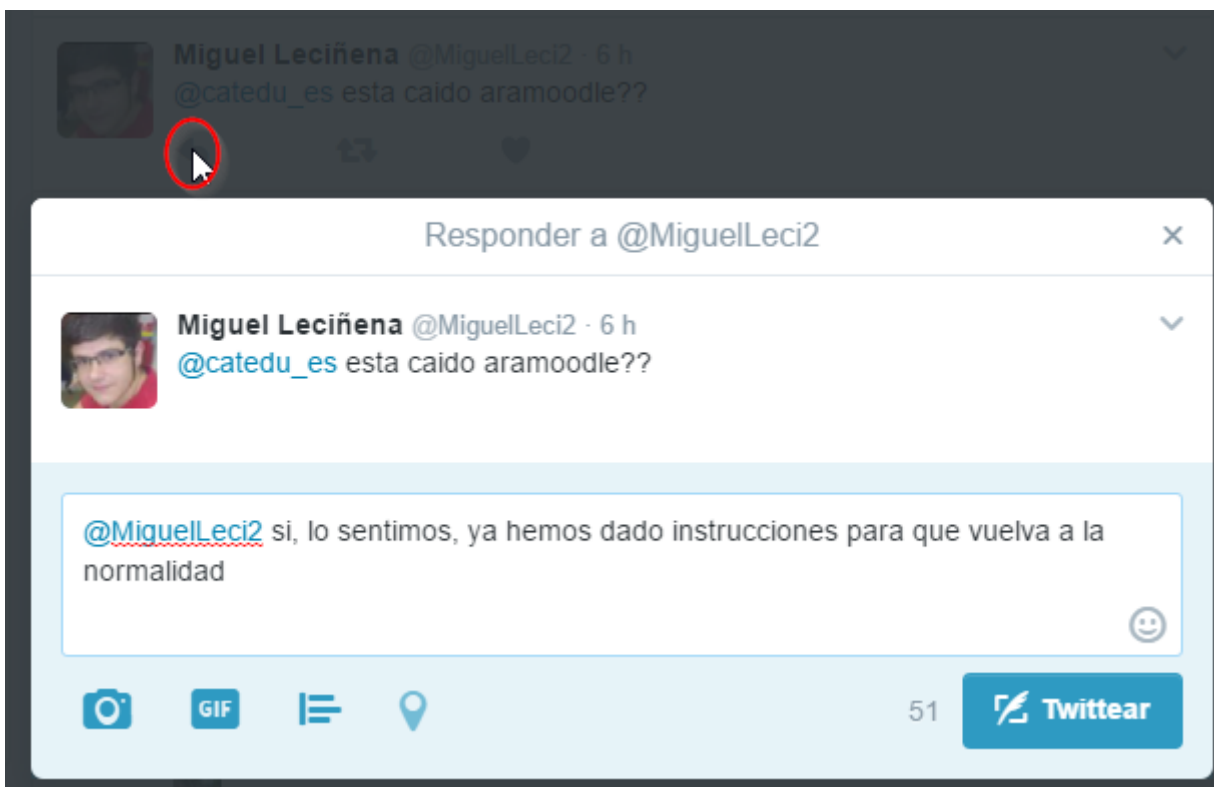 Miguel Leciñena @MiguelLeci2 · 6 h
@catedu_es esta caido aramoodle??
Responder a @MiguelLeci2
Miguel Leciñena @MiguelLeci2 · 6 h
@catedu_es esta caido aramoodle??
@MiguelLeci2 si, lo sentimos, ya hemos dado instrucciones para que vuelva a la
normalidad
GIF
51
Twittear